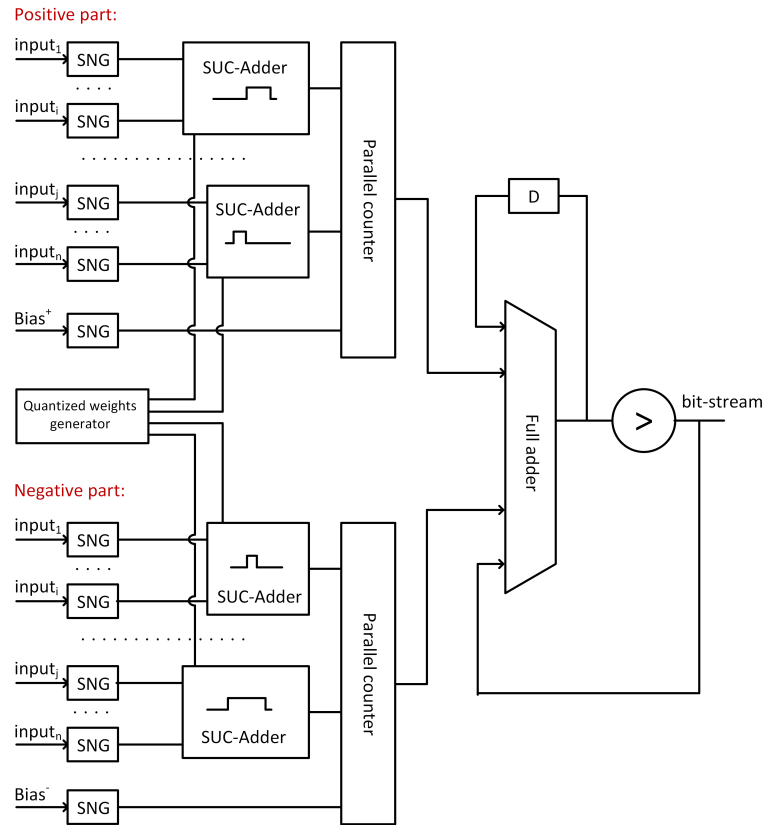 Positive part:
input1
SNG
. . . .
inputi
SNG
SUC-Adder
. . . . . . . . . . . . . . . .
inputj
SNG
. . . .
inputn
SNG
SUC-Adder
Bias+
SNG
Parallel counter
Quantized weights
generator
D
Full adder
>
bit-stream
Negative part:
input1
SNG
. . . .
inputi
SNG
SUC-Adder
. . . . . . . . . . . . . . . .
inputj
SNG
. . . .
inputn
SNG
SUC-Adder
Bias-
SNG
Parallel counter